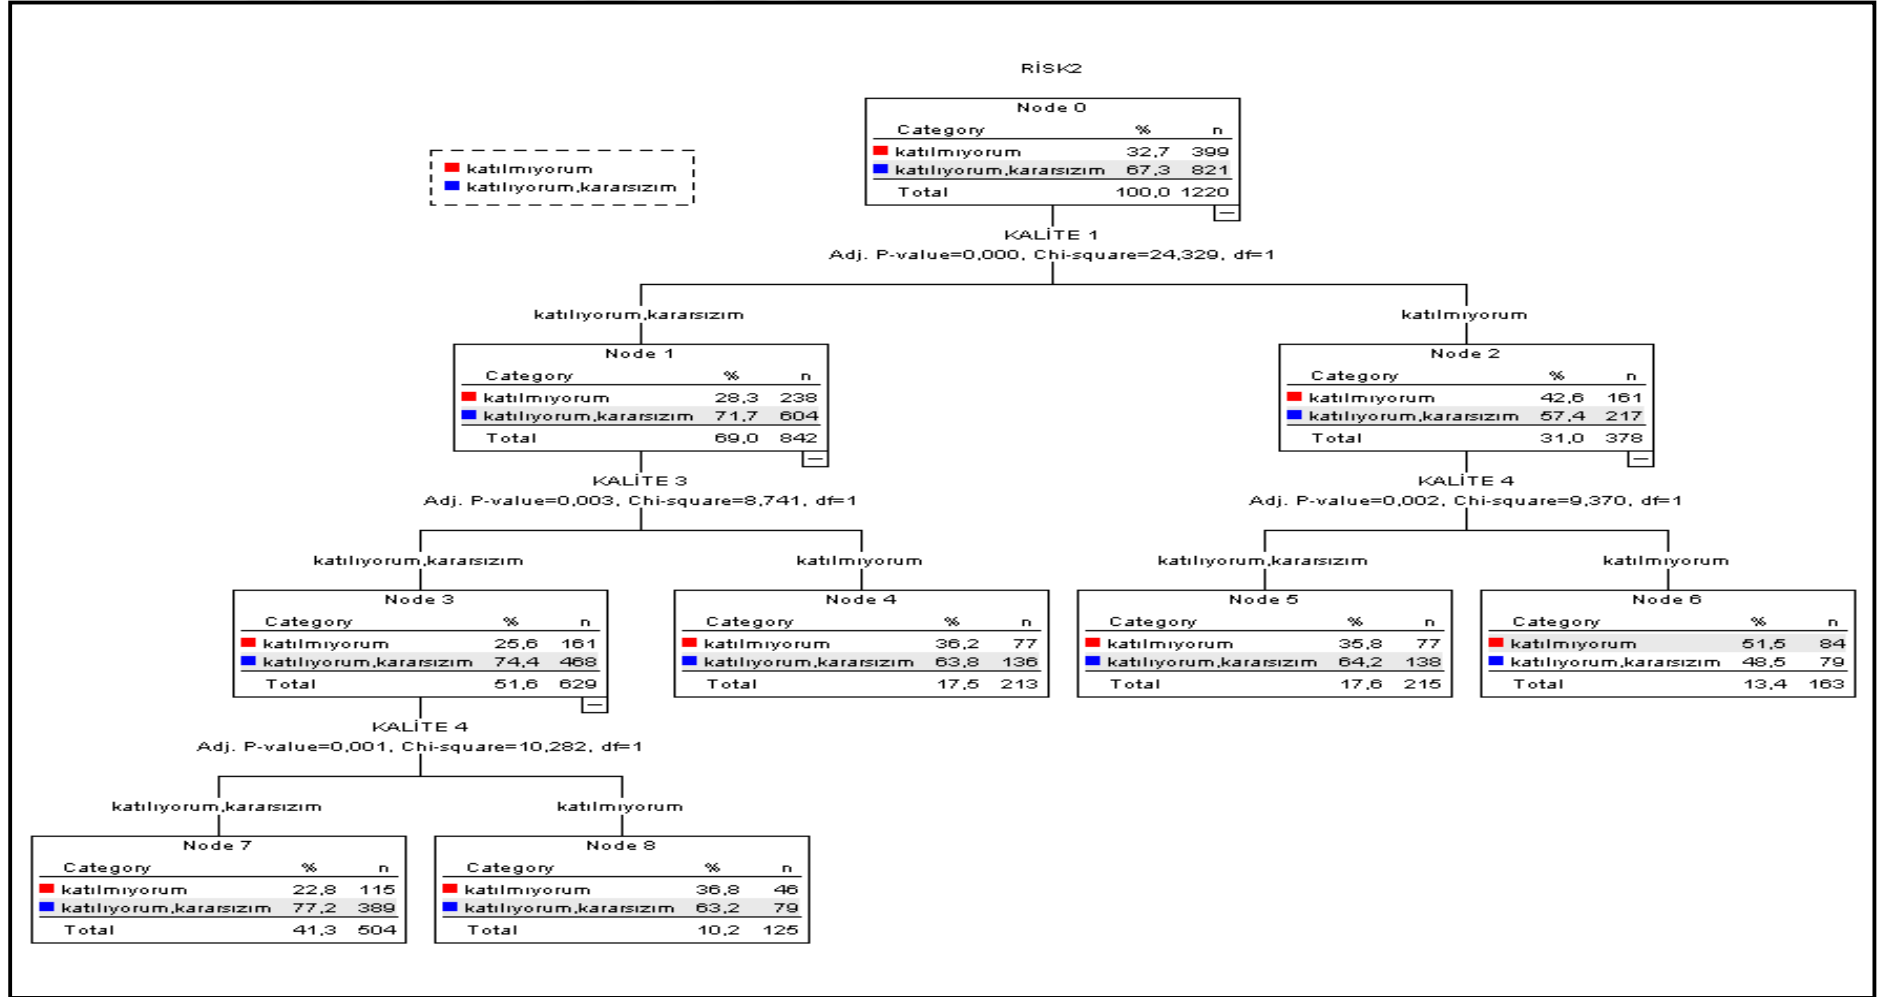 RİSK2
Node 0
Category % n
katılmıyorum 32,7 399
katılıyorum,kararsızım 67,3 821
Total 100,0 1220
katılmıyorum
katılıyorum,kararsızım
KALİTE 1
Adj. P-value=0,000, Chi-square=24,329, df=1
katılıyorum,kararsızım
katılmıyorum
Node 1
Category % n
katılmıyorum 28,3 238
katılıyorum,kararsızım 71,7 604
Total 69,0 842
Node 2
Category % n
katılmıyorum 42,6 161
katılıyorum,kararsızım 57,4 217
Total 31,0 378
KALİTE 3
Adj. P-value=0,003, Chi-square=8,741, df=1
KALİTE 4
Adj. P-value=0,002, Chi-square=9,370, df=1
katılıyorum,kararsızım
katılmıyorum
katılıyorum,kararsızım
katılmıyorum
Node 3
Category % n
katılmıyorum 25,6 161
katılıyorum,kararsızım 74,4 468
Total 51,6 629
Node 4
Category % n
katılmıyorum 36,2 77
katılıyorum,kararsızım 63,8 136
Total 17,5 213
Node 5
Category % n
katılmıyorum 35,8 77
katılıyorum,kararsızım 64,2 138
Total 17,6 215
Node 6
Category % n
katılmıyorum 51,5 84
katılıyorum,kararsızım 48,5 79
Total 13,4 163
KALİTE 4
Adj. P-value=0,001, Chi-square=10,282, df=1
katılıyorum,kararsızım
katılmıyorum
Node 7
Category % n
katılmıyorum 22,8 115
katılıyorum,kararsızım 77,2 389
Total 41,3 504
Node 8
Category % n
katılmıyorum 36,8 46
katılıyorum,kararsızım 63,2 79
Total 10,2 125